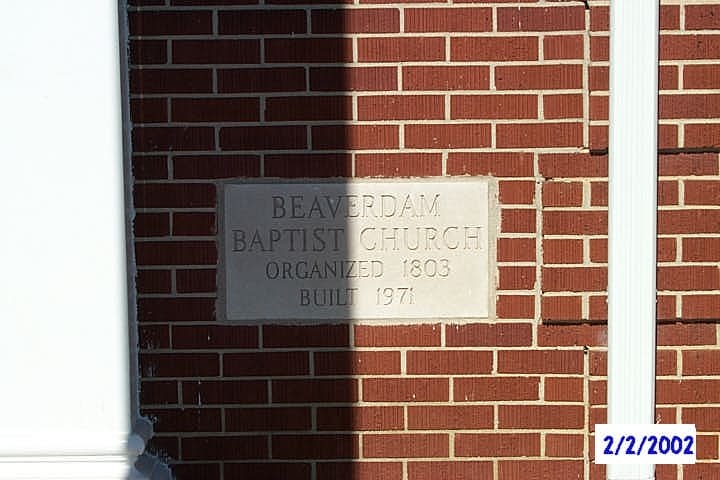 BEAVERDAM
BAPTIST CHURCH
ORGANIZED 1803
BUILT 1971
2/2/2002